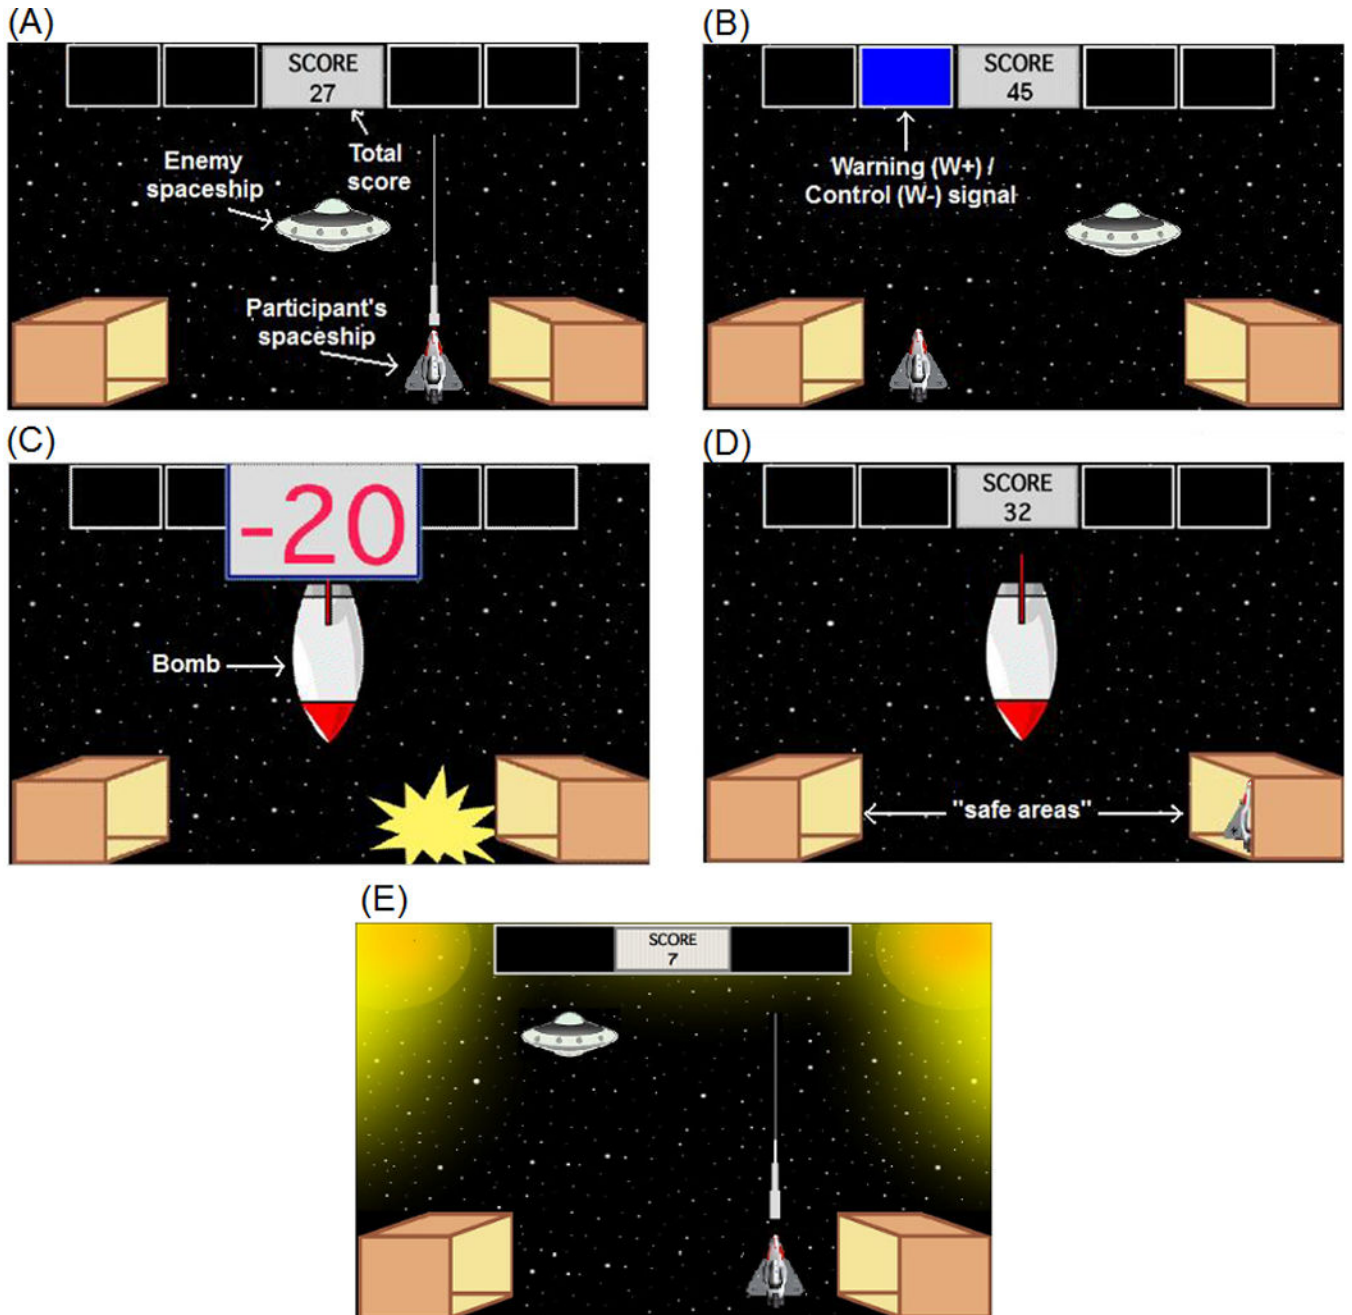 (A)
SCORE
27
Enemy
spaceship
Total
score
Participant's
spaceship
(B)
SCORE
45
Warning (W+) /
Control (W-) signal
(C)
-20
Bomb
(D)
SCORE
32
"safe areas"
(E)
SCORE
7